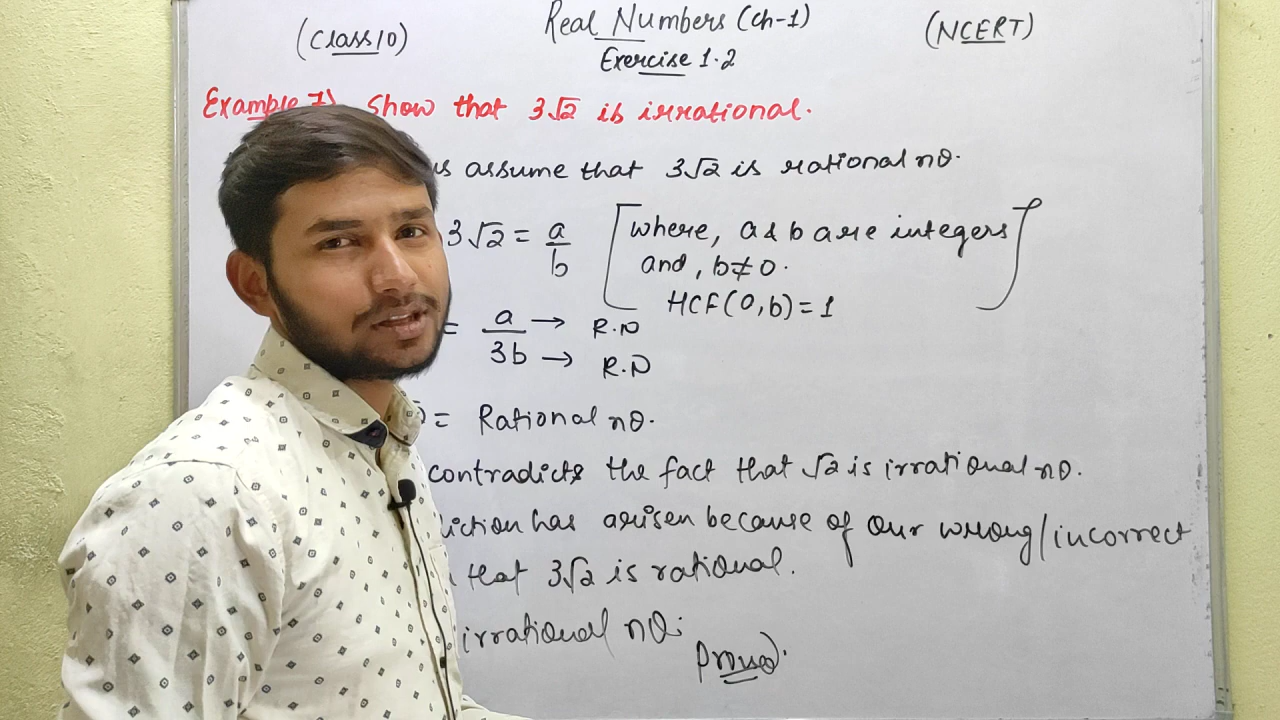 (Class 10)
Real Numbers (Ch-1)
(NCERT)
Exercise 1.2
Example 7) Show that 3√2 is irrational.
us assume that 3√2 is rational no.
3√2 = a/b [where, a & b are integers
and, b≠0.
HCF(a,b)=1]
= a/3b → R.N
→ R.N
= Rational no.
contradicts the fact that √2 is irrational no.
iction has arisen because of our wrong/incorrect
that 3√2 is rational.
irrational no.
Proved.